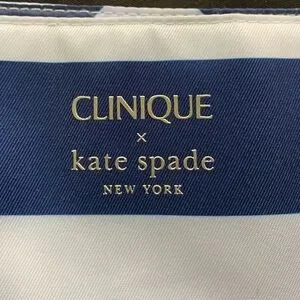 CLINIQUE
×
kate spade
NEW YORK